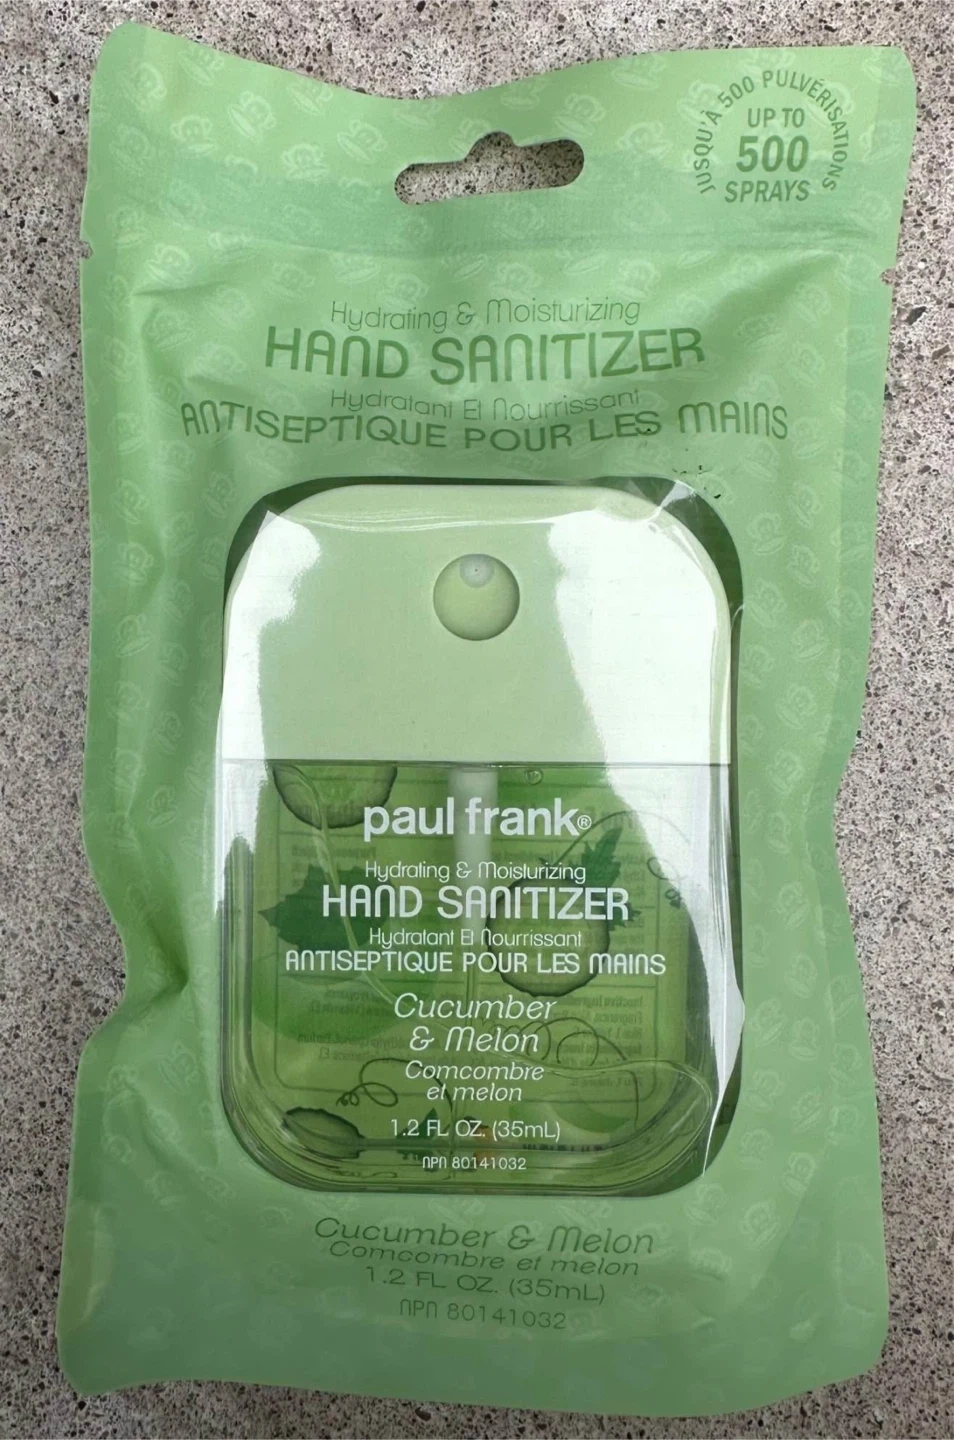 JUSQU'À 500 PULVÉRISATIONS
UP TO
500
SPRAYS
Hydrating & Moisturizing
HAND SANITIZER
Hydratant Et Nourrissant
ANTISEPTIQUE POUR LES MAINS
paul frank®
Hydrating & Moisturizing
HAND SANITIZER
Hydratant Et Nourrissant
ANTISEPTIQUE POUR LES MAINS
Cucumber
& Melon
Comcombre
et melon
1.2 FL OZ. (35mL)
NPN 80141032
Cucumber & Melon
Comcombre et melon
1.2 FL OZ. (35mL)
NPN 80141032